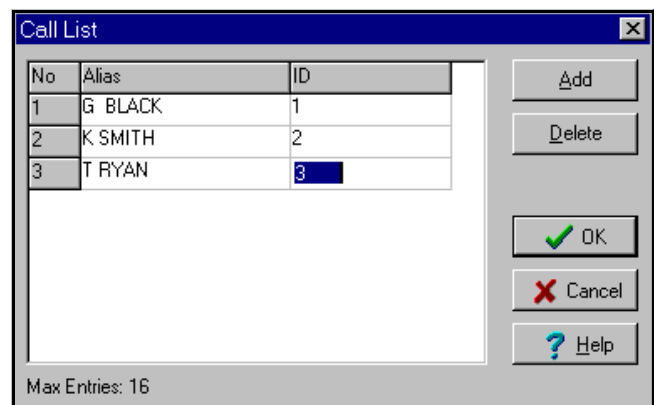 Call List
No Alias ID
1 G BLACK 1
2 K SMITH 2
3 T RYAN 3
Add
Delete
OK
Cancel
Help
Max Entries: 16